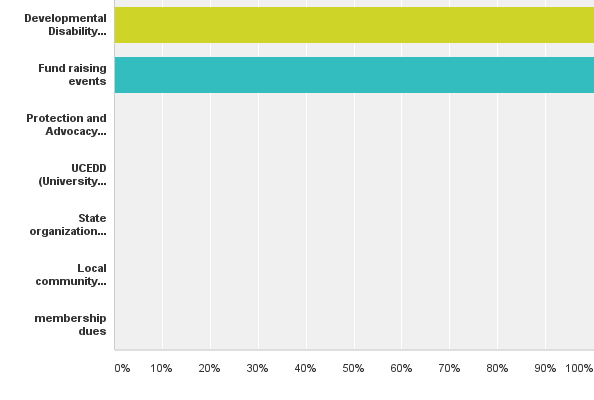 Developmental
Disability...
Fund raising
events
Protection and
Advocacy...
UCEDD
(University...
State
organization...
Local
community...
membership
dues
0% 10% 20% 30% 40% 50% 60% 70% 80% 90% 100%